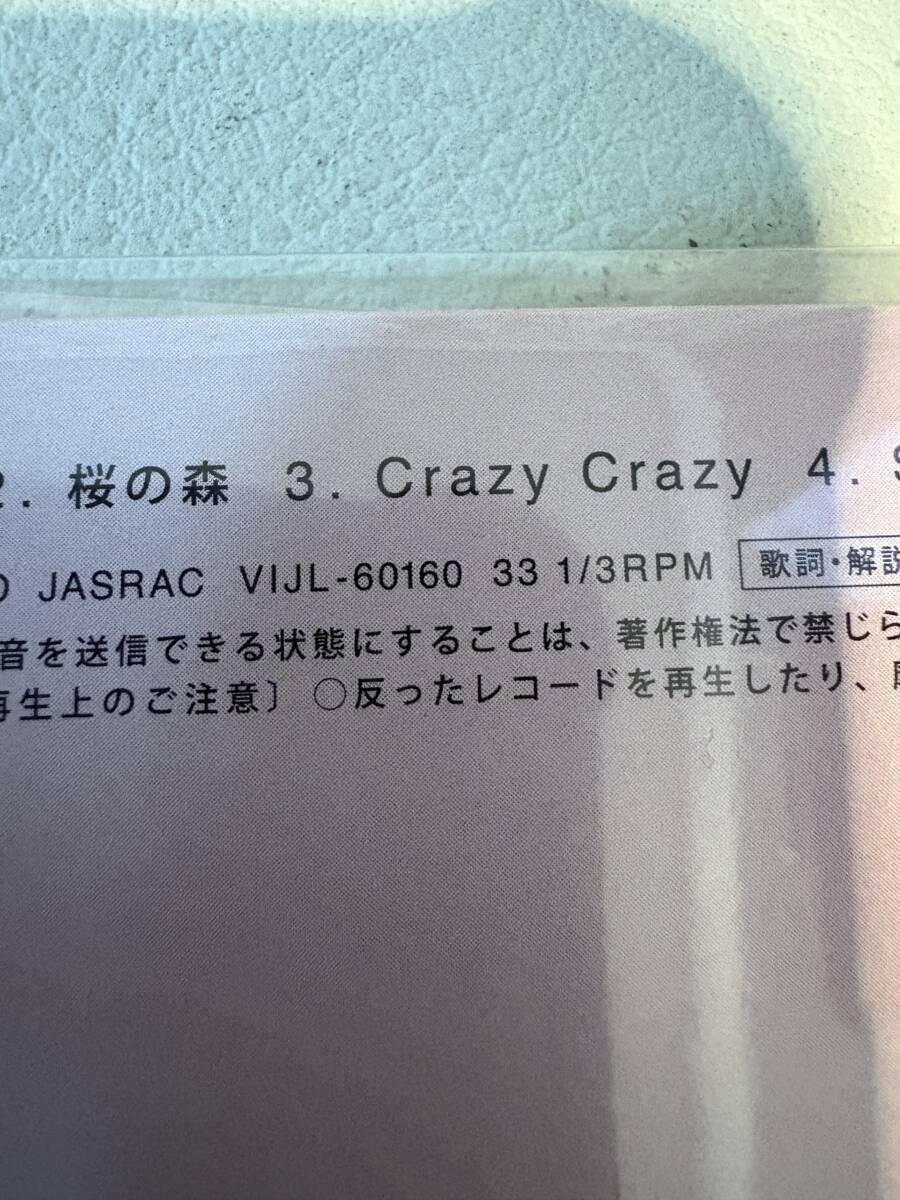 2. 桜の森 3. Crazy Crazy 4. S
JASRAC VIJL-60160 33 1/3RPM 歌詞・解説
音を送信できる状態にすることは、著作権法で禁じら
再生上のご注意〕 ○反ったレコードを再生したり、